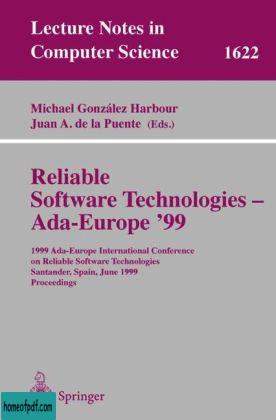 Lecture Notes in
Computer Science
1622
Michael González Harbour
Juan A. de la Puente (Eds.)
Reliable
Software Technologies –
Ada-Europe ’99
1999 Ada-Europe International Conference
on Reliable Software Technologies
Santander, Spain, June 1999
Proceedings
Springer
homeofpdf.com